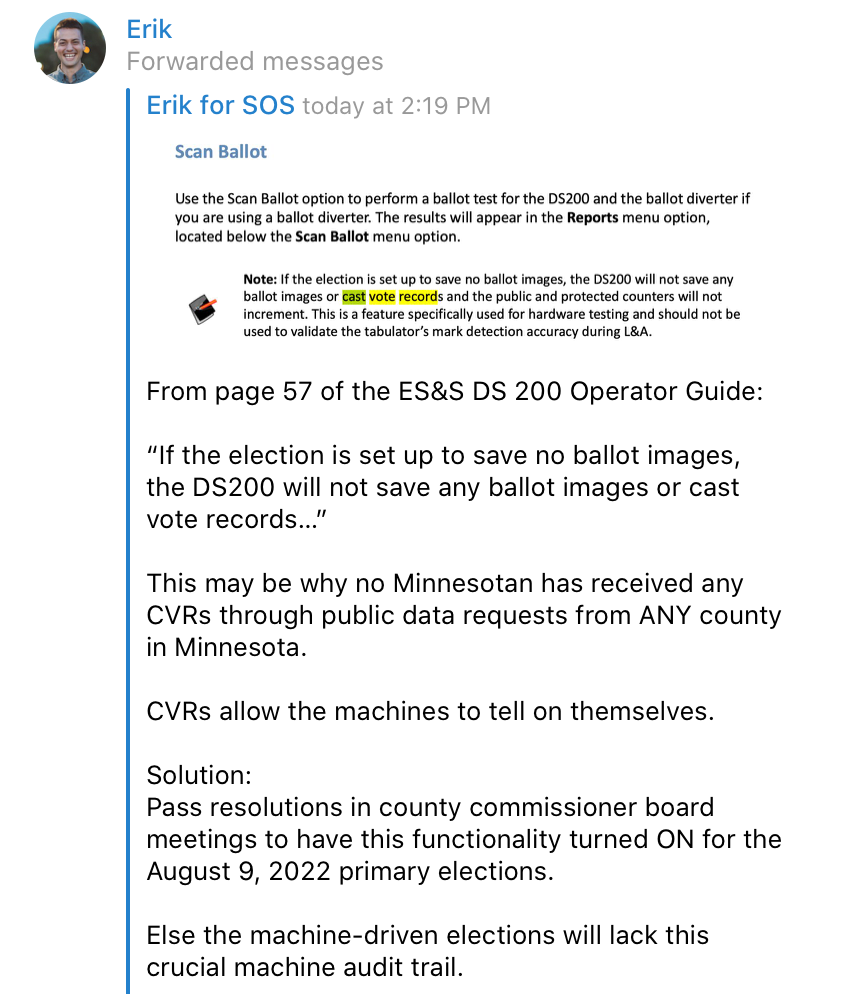 Erik
Forwarded messages
Erik for SOS today at 2:19 PM
Scan Ballot
Use the Scan Ballot option to perform a ballot test for the DS200 and the ballot diverter if
you are using a ballot diverter. The results will appear in the Reports menu option,
located below the Scan Ballot menu option.
Note: If the election is set up to save no ballot images, the DS200 will not save any
ballot images or cast vote records and the public and protected counters will not
increment. This is a feature specifically used for hardware testing and should not be
used to validate the tabulator’s mark detection accuracy during L&A.
From page 57 of the ES&S DS 200 Operator Guide:
“If the election is set up to save no ballot images,
the DS200 will not save any ballot images or cast
vote records…”
This may be why no Minnesotan has received any
CVRs through public data requests from ANY county
in Minnesota.
CVRs allow the machines to tell on themselves.
Solution:
Pass resolutions in county commissioner board
meetings to have this functionality turned ON for the
August 9, 2022 primary elections.
Else the machine-driven elections will lack this
crucial machine audit trail.